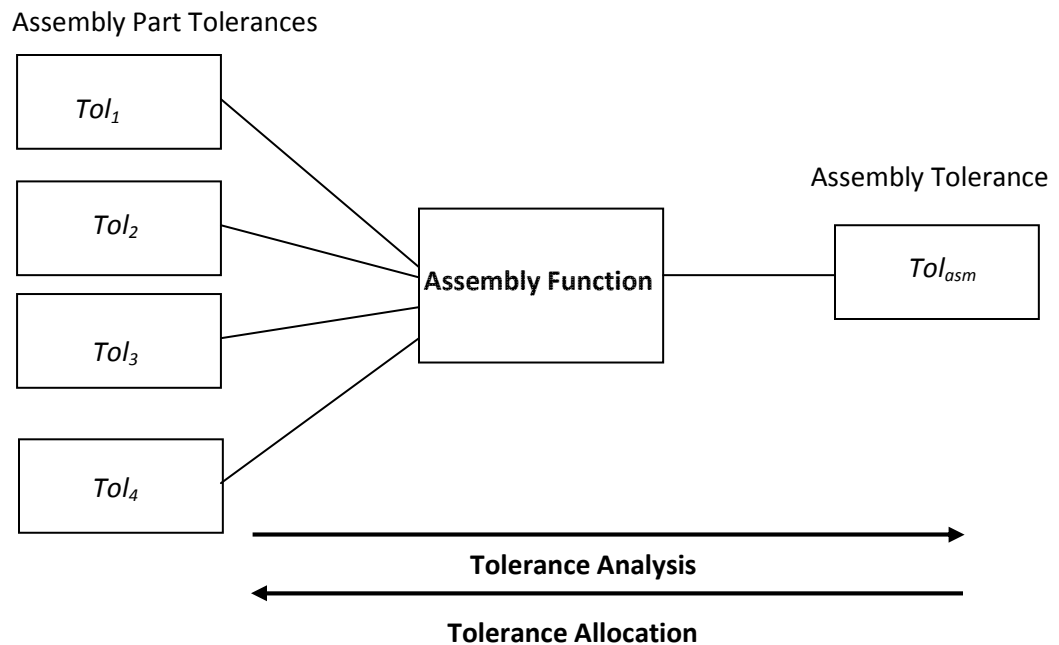 Assembly Part Tolerances
Tol1
Tol2
Tol3
Tol4
Assembly Function
Assembly Tolerance
Tolasm
Tolerance Analysis
Tolerance Allocation